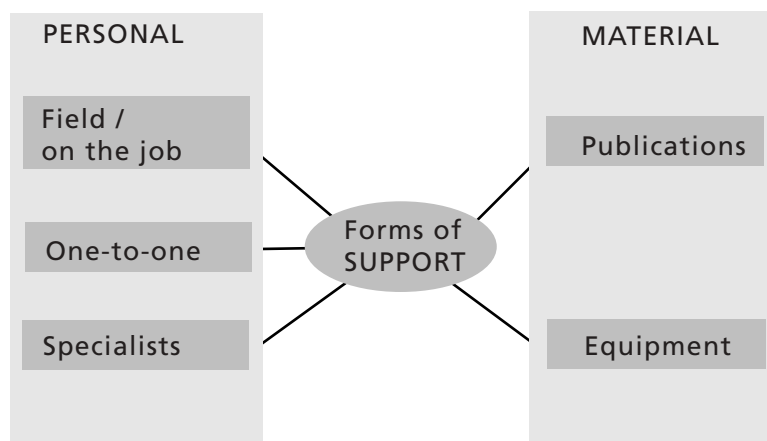 PERSONAL
Field /
on the job
One-to-one
Specialists
Forms of
SUPPORT
MATERIAL
Publications
Equipment